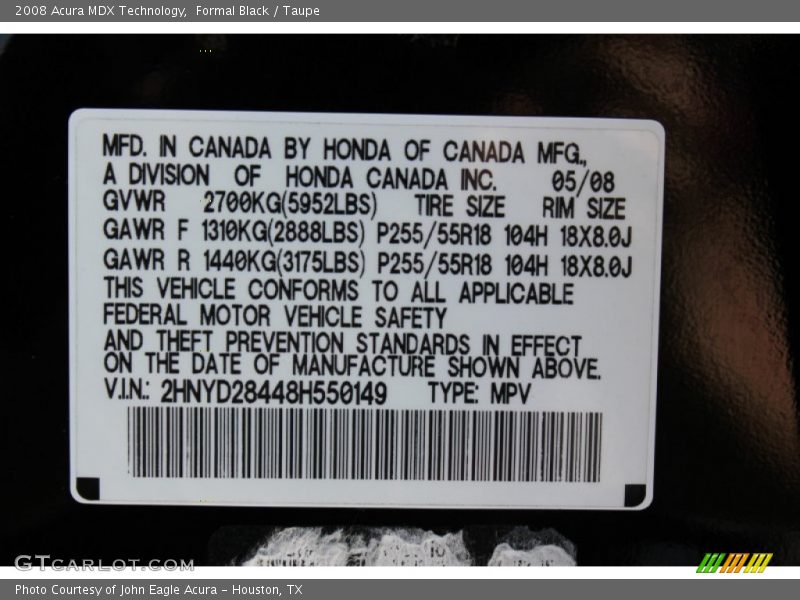 2008 Acura MDX Technology,  Formal Black / Taupe
MFD. IN CANADA BY HONDA OF CANADA MFG.,
A DIVISION OF HONDA CANADA INC. 05/08
GVWR 2700KG(5952LBS) TIRE SIZE RIM SIZE
GAWR F 1310KG(2888LBS) P255/55R18 104H 18X8.0J
GAWR R 1440KG(3175LBS) P255/55R18 104H 18X8.0J
THIS VEHICLE CONFORMS TO ALL APPLICABLE
FEDERAL MOTOR VEHICLE SAFETY
AND THEFT PREVENTION STANDARDS IN EFFECT
ON THE DATE OF MANUFACTURE SHOWN ABOVE.
V.I.N.: 2HNYD28448H550149 TYPE: MPV
GTCARLOT.COM
Photo Courtesy of John Eagle Acura - Houston, TX